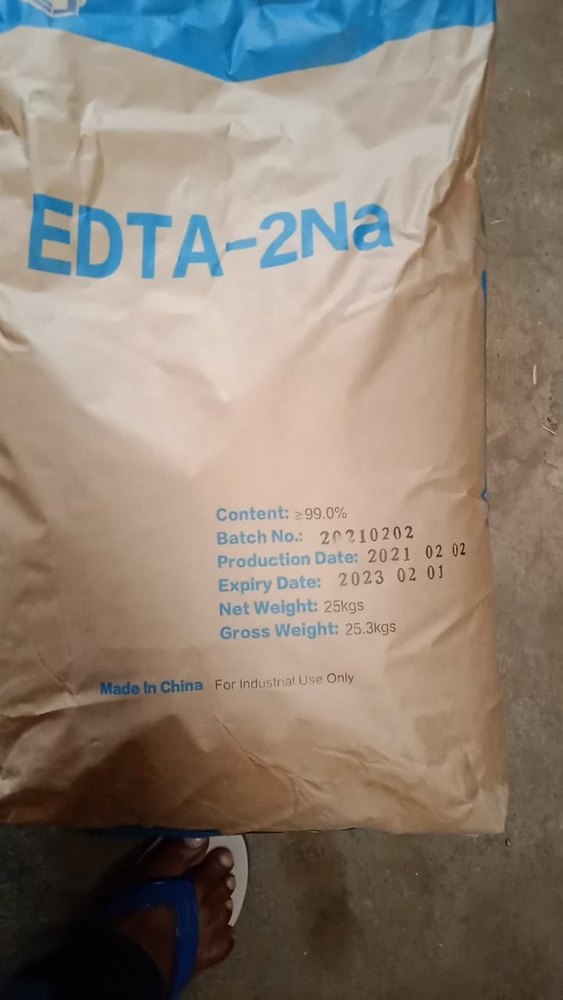 EDTA-2Na
Content: ≥99.0%
Batch No.: 20210202
Production Date: 2021 02 02
Expiry Date: 2023 02 01
Net Weight: 25kgs
Gross Weight: 25.3kgs
Made In China For Industrial Use Only